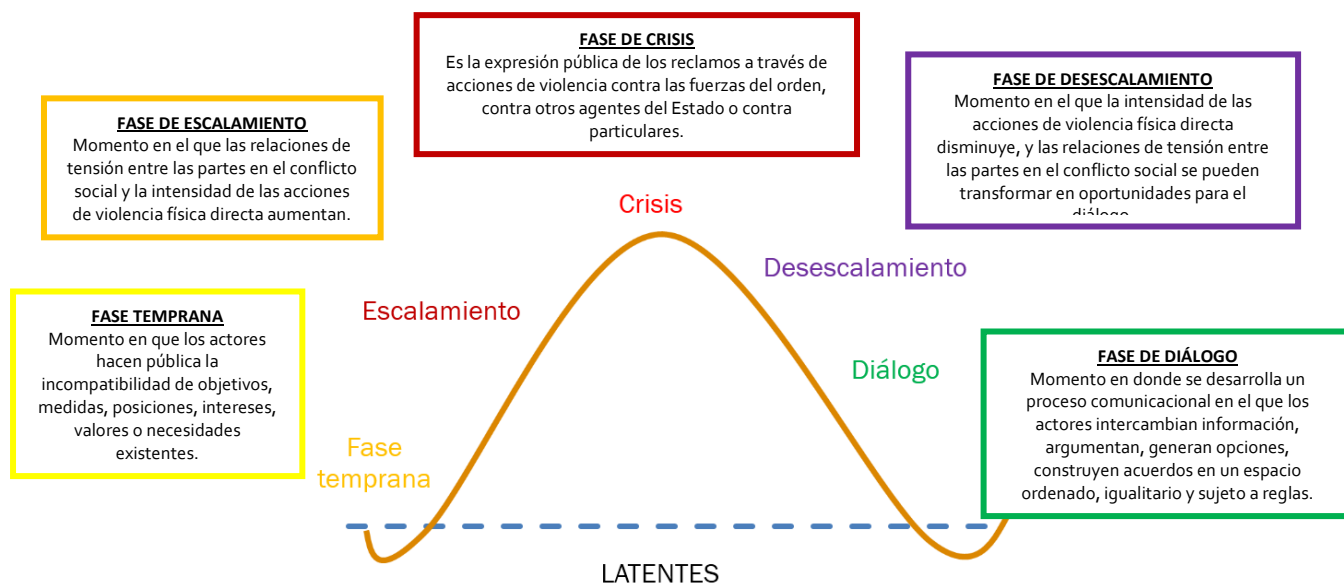 FASE DE CRISIS
Es la expresión pública de los reclamos a través de
acciones de violencia contra las fuerzas del orden,
contra otros agentes del Estado o contra
particulares.
FASE DE DESESCALAMIENTO
Momento en el que la intensidad de las
acciones de violencia física directa
disminuye, y las relaciones de tensión entre
las partes en el conflicto social se pueden
transformar en oportunidades para el
diálogo
FASE DE ESCALAMIENTO
Momento en el que las relaciones de
tensión entre las partes en el conflicto
social y la intensidad de las acciones
de violencia física directa aumentan.
Crisis
Desescalamiento
Escalamiento
FASE TEMPRANA
Momento en que los actores
hacen pública la
incompatibilidad de objetivos,
medidas, posiciones, intereses,
valores o necesidades
existentes.
Diálogo
FASE DE DIÁLOGO
Momento en donde se desarrolla un
proceso comunicacional en el que los
actores intercambian información,
argumentan, generan opciones,
construyen acuerdos en un espacio
ordenado, igualitario y sujeto a reglas.
Fase
temprana
LATENTES